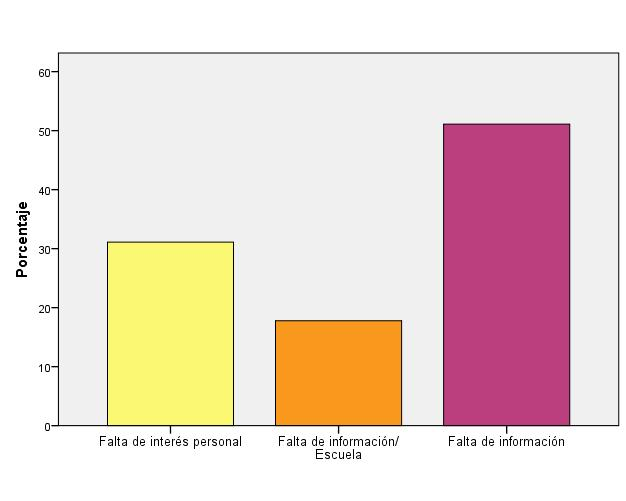 Porcentaje
60
50
40
30
20
10
0
Falta de interés personal
Falta de información/
Escuela
Falta de información